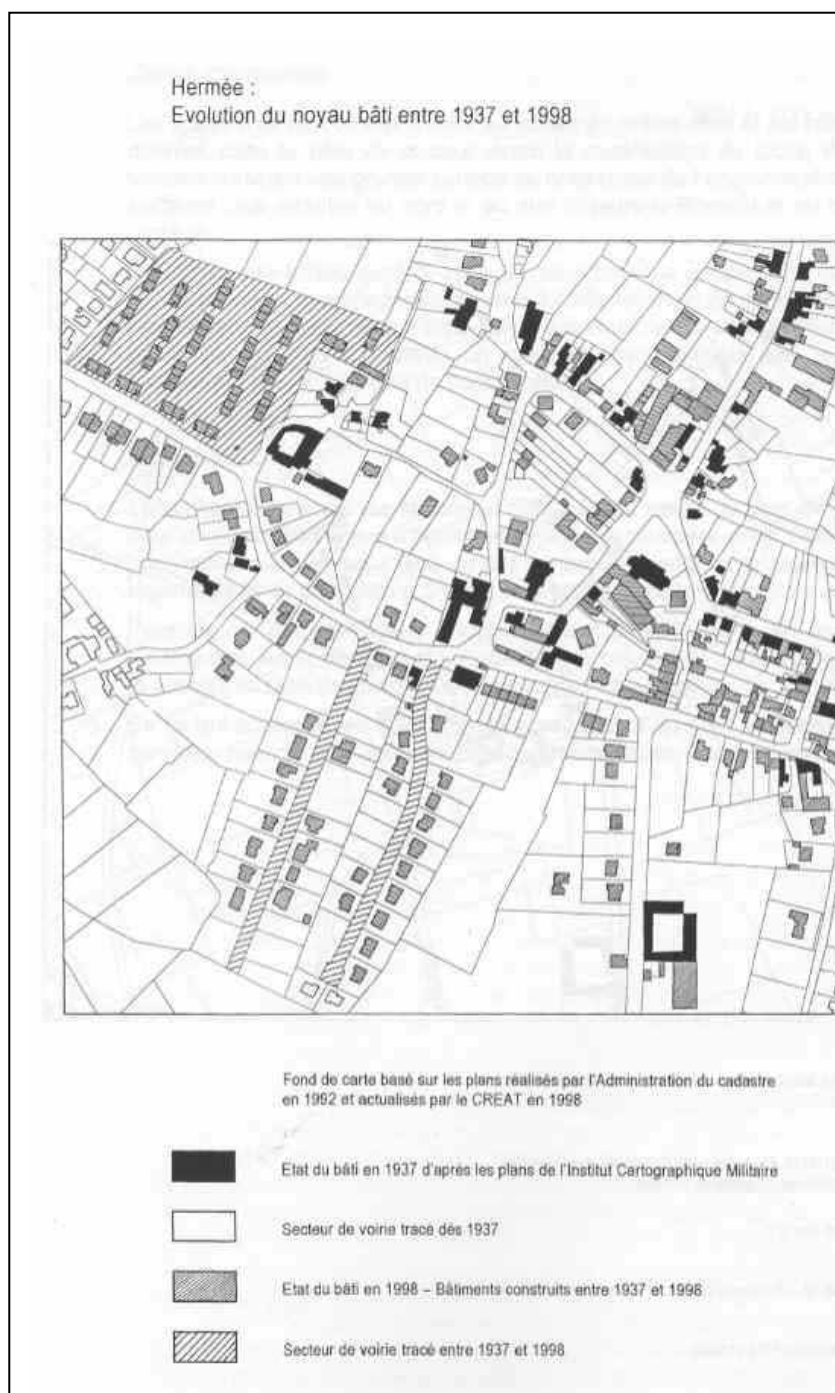 Hermée :
Evolution du noyau bâti entre 1937 et 1998
Fond de carte basé sur les plans réalisés par l'Administration du cadastre
en 1992 et actualisés par le CREAT en 1998
Etat du bâti en 1937 d'après les plans de l'Institut Cartographique Militaire
Secteur de voirie tracé dès 1937
Etat du bâti en 1998 – Bâtiments construits entre 1937 et 1998
Secteur de voirie tracé entre 1937 et 1998